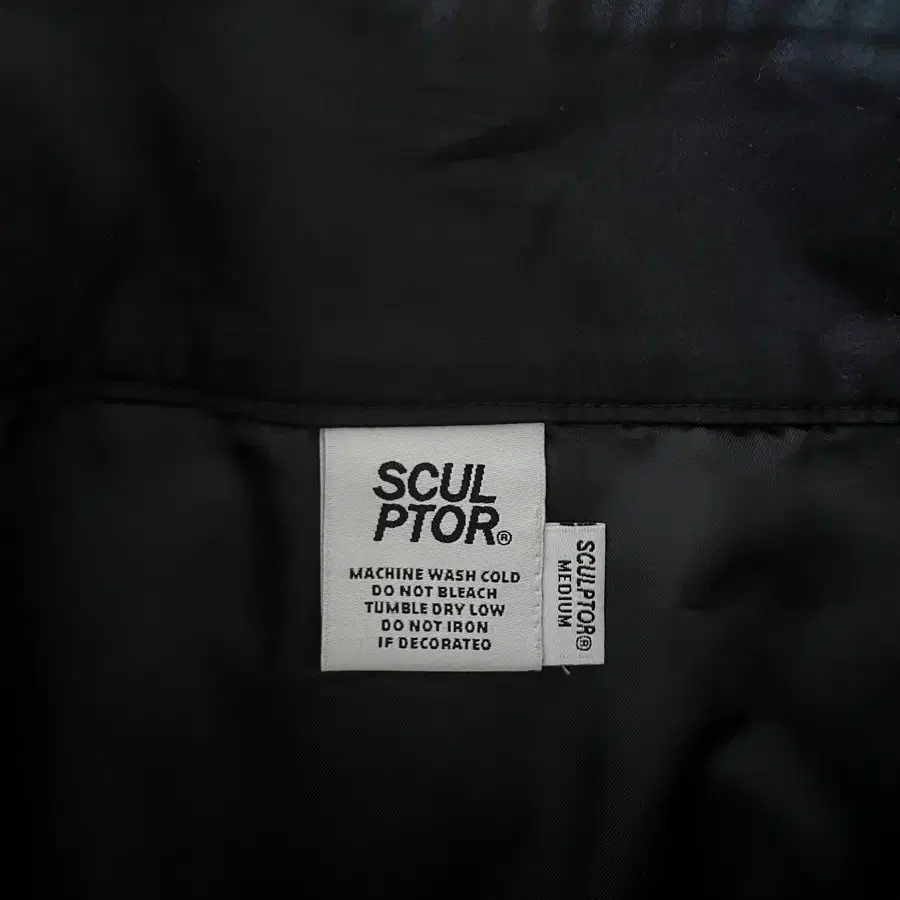 SCUL
PTOR®
MACHINE WASH COLD
DO NOT BLEACH
TUMBLE DRY LOW
DO NOT IRON
IF DECORATED
SCULPTOR®
MEDIUM